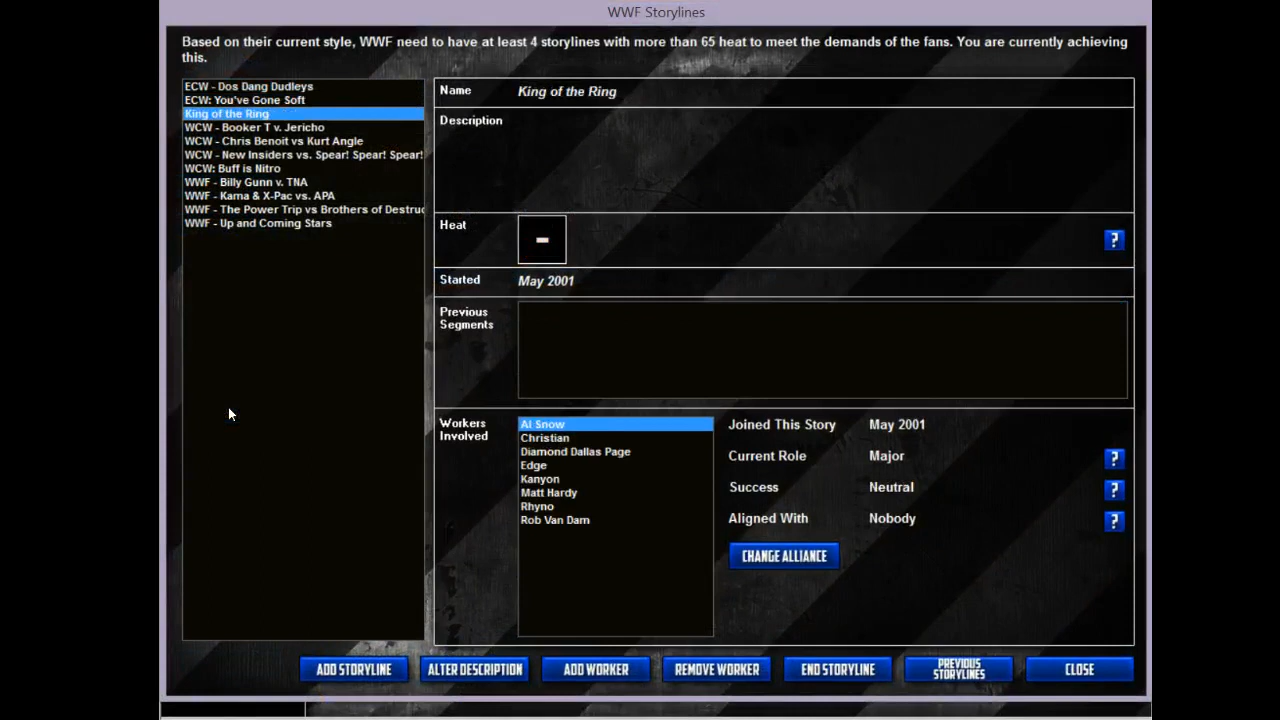 WWF Storylines
Based on their current style, WWF need to have at least 4 storylines with more than 65 heat to meet the demands of the fans. You are currently achieving
this.
ECW - Dos Dang Dudleys
ECW: You've Gone Soft
King of the Ring
WCW - Booker T v. Jericho
WCW - Chris Benoit vs Kurt Angle
WCW - New Insiders vs. Spear! Spear! Spear!
WCW: Buff is Nitro
WWF - Billy Gunn v. TNA
WWF - Kama & X-Pac vs. APA
WWF - The Power Trip vs Brothers of Destruc
WWF - Up and Coming Stars
Name King of the Ring
Description
Heat
?
Started May 2001
Previous
Segments
Workers
Involved
Al Snow
Christian
Diamond Dallas Page
Edge
Kanyon
Matt Hardy
Rhyno
Rob Van Dam
Joined This Story May 2001
Current Role Major ?
Success Neutral ?
Aligned With Nobody ?
CHANGE ALLIANCE
ADD STORYLINE
ALTER DESCRIPTION
ADD WORKER
REMOVE WORKER
END STORYLINE
PREVIOUS
STORYLINES
CLOSE